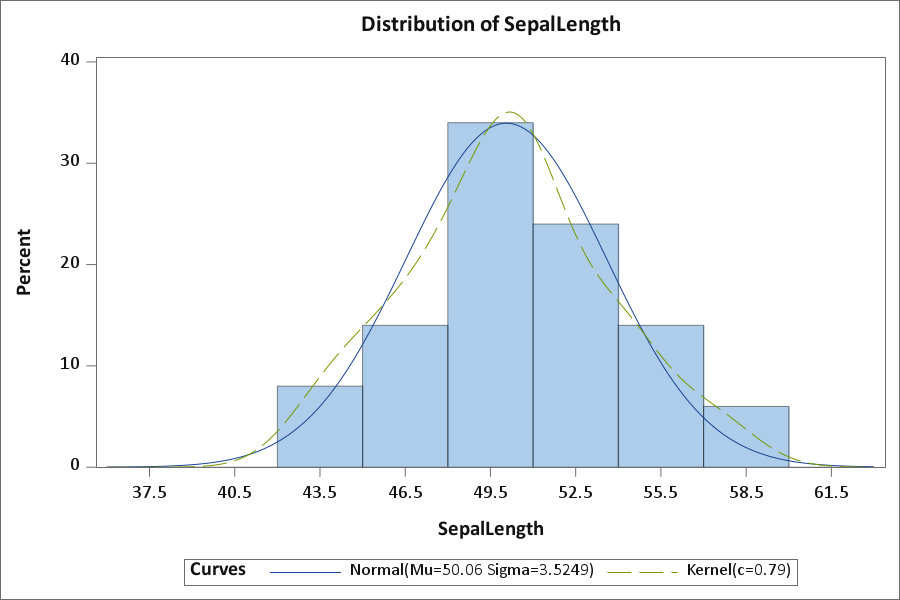 Distribution of SepalLength
40
30
20
10
0
Percent
37.5 40.5 43.5 46.5 49.5 52.5 55.5 58.5 61.5
SepalLength
Curves Normal(Mu=50.06 Sigma=3.5249) Kernel(c=0.79)